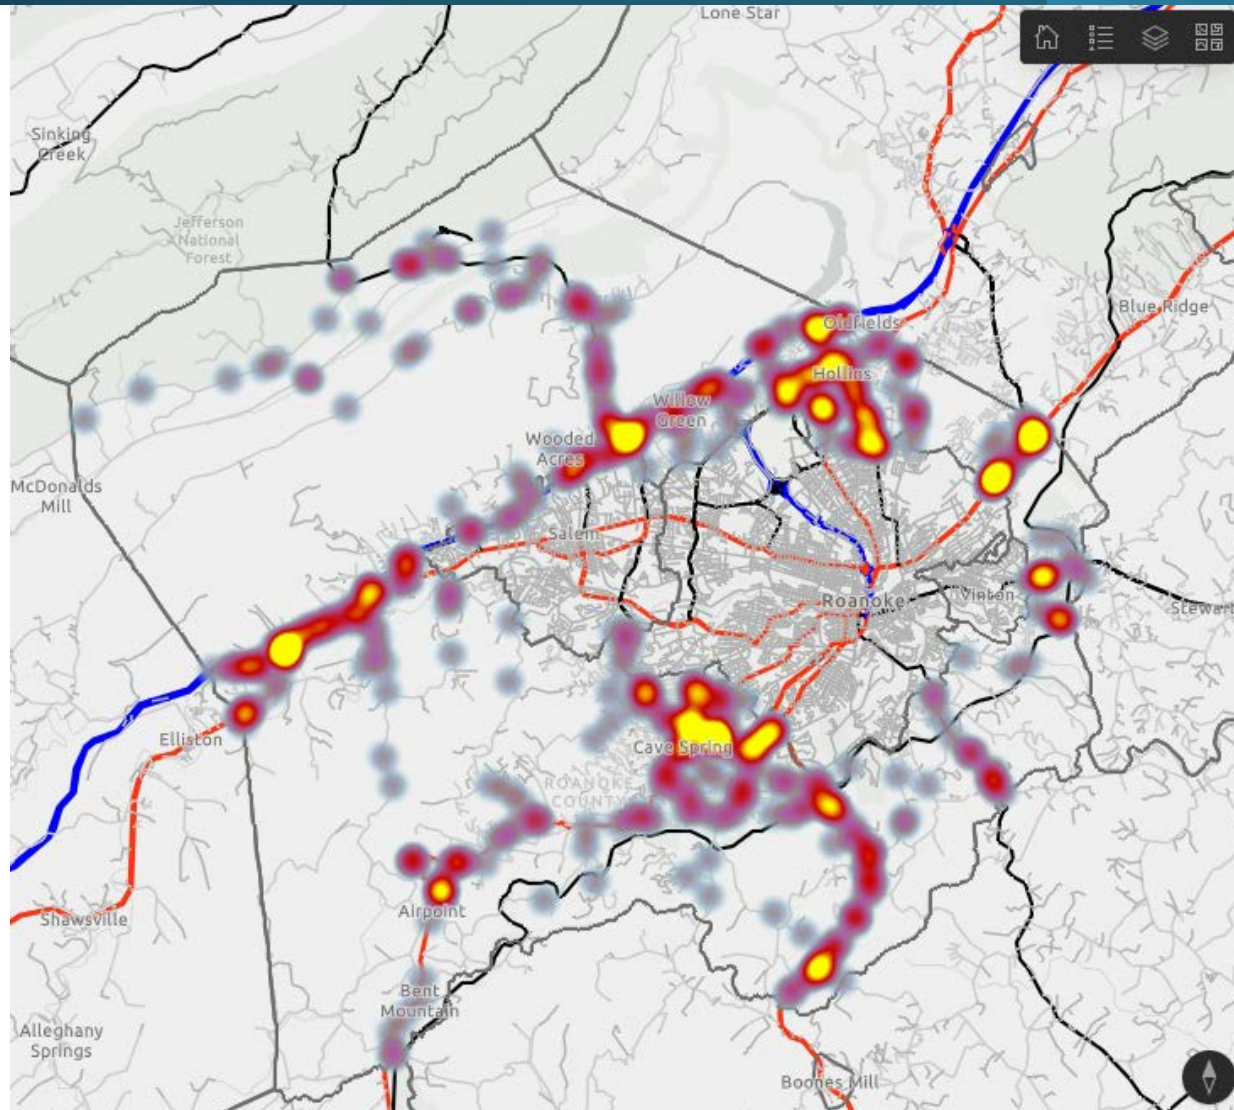 Lone Star
Sinking
Creek
Jefferson
National
Forest
Blue Ridge
Oldfields
Hollins
Willow
Green
Wooded
Acres
McDonalds
Mill
Salem
Roanoke
Vinton
Stewart
Elliston
Cave Spring
ROANOKE
COUNTY
Airpoint
Shawsville
Bent
Mountain
Alleghany
Springs
Boones Mill